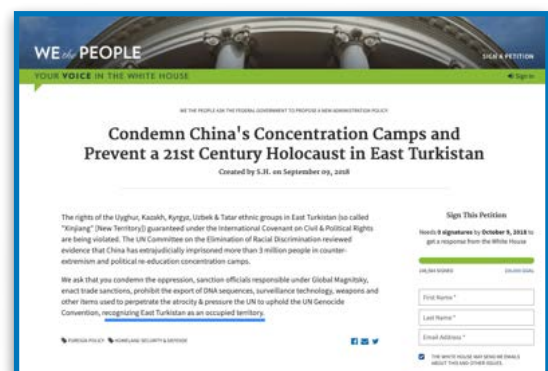 WE the PEOPLE
SIGN A PETITION
YOUR VOICE IN THE WHITE HOUSE
Sign in
WE THE PEOPLE ASK THE FEDERAL GOVERNMENT TO PROPOSE A NEW ADMINISTRATION POLICY:
Condemn China's Concentration Camps and
Prevent a 21st Century Holocaust in East Turkistan
Created by S.H. on September 09, 2018
The rights of the Uyghur, Kazakh, Kyrgyz, Uzbek & Tatar ethnic groups in East Turkistan (so called
"Xinjiang" [New Territory]) guaranteed under the International Covenant on Civil & Political Rights
are being violated. The UN Committee on the Elimination of Racial Discrimination reviewed
evidence that China has extrajudicially imprisoned more than 3 million people in counter-
extremism and political re-education concentration camps.
We ask that you condemn the oppression, sanction officials responsible under Global Magnitsky,
enact trade sanctions, prohibit the export of DNA sequences, surveillance technology, weapons and
other items used to perpetrate the atrocity & pressure the UN to uphold the UN Genocide
Convention, recognizing East Turkistan as an occupied territory.
FOREIGN POLICY
HOMELAND SECURITY & DEFENSE
Sign This Petition
Needs 0 signatures by October 9, 2018 to
get a response from the White House
SIGNED
100,000 GOAL
First Name *
Last Name *
Email Address *
THE WHITE HOUSE MAY SEND ME EMAILS
ABOUT THIS AND OTHER ISSUES.